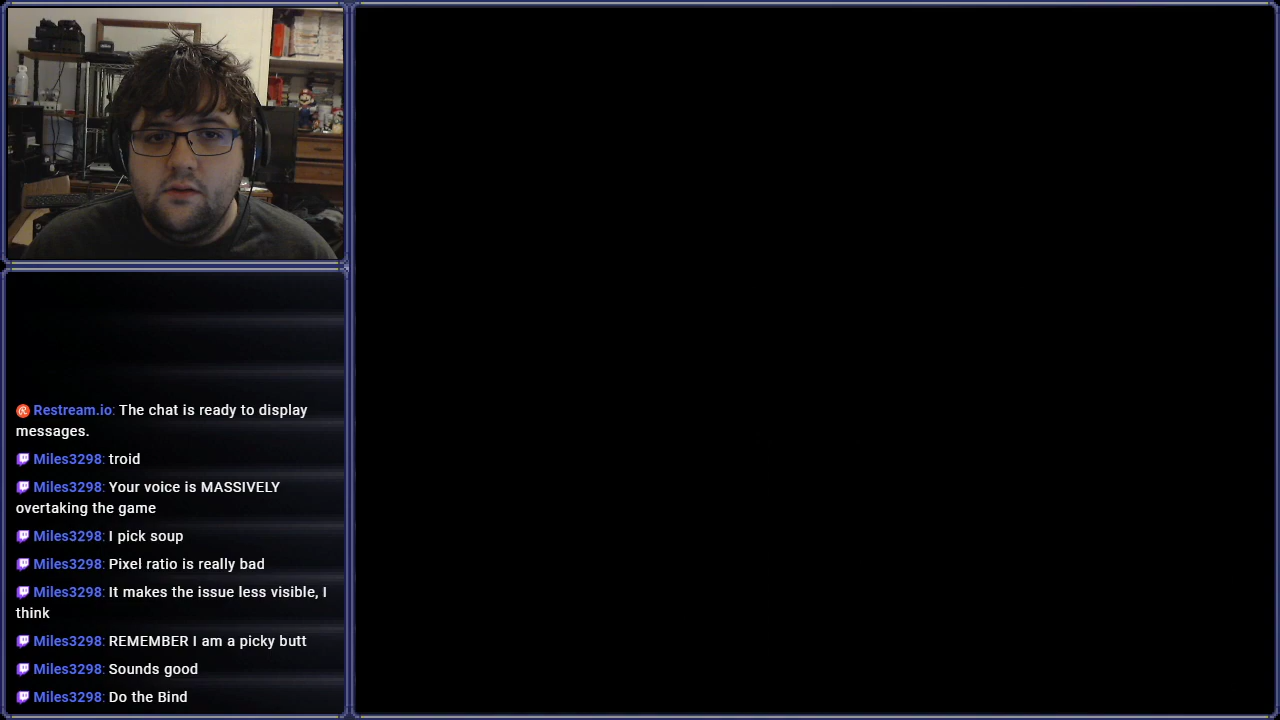 Restream.io: The chat is ready to display
messages.
Miles3298: troid
Miles3298: Your voice is MASSIVELY
overtaking the game
Miles3298: I pick soup
Miles3298: Pixel ratio is really bad
Miles3298: It makes the issue less visible, I
think
Miles3298: REMEMBER I am a picky butt
Miles3298: Sounds good
Miles3298: Do the Bind